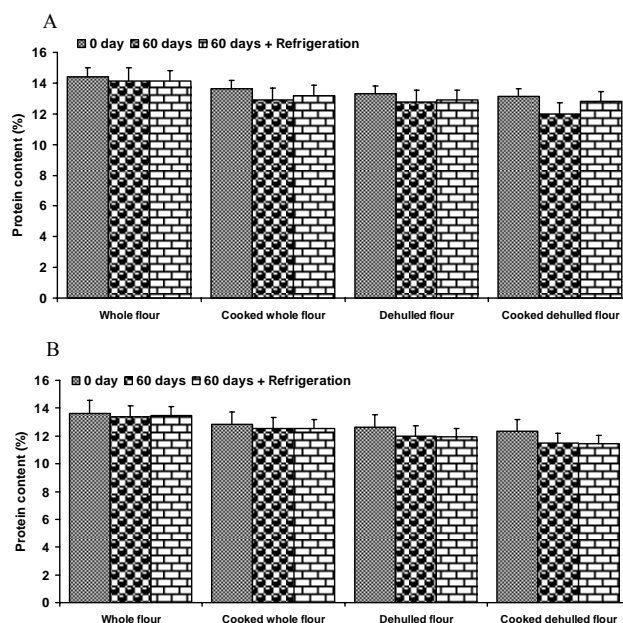 A
0 day 60 days 60 days + Refrigeration
Protein content (%)
16
14
12
10
8
6
4
2
0
Whole flour Cooked whole flour Dehulled flour Cooked dehulled flour
B
0 day 60 days 60 days + Refrigeration
Protein content (%)
16
14
12
10
8
6
4
2
0
Whole flour Cooked whole flour Dehulled flour Cooked dehulled flour